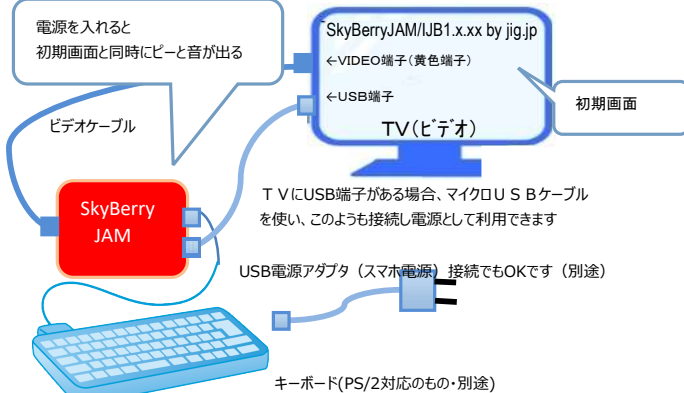 電源を入れると
初期画面と同時にピーと音が出る
SkyBerryJAM/IJB1.x.xx by jig.jp
←VIDEO端子(黄色端子)
←USB端子
TV(ビデオ)
初期画面
ビデオケーブル
SkyBerry
JAM
TVにUSB端子がある場合、マイクロUSBケーブル
を使い、このよう接続し電源として利用できます
USB電源アダプタ（スマホ電源）接続でもOKです（別途）
キーボード(PS/2対応のもの・別途)